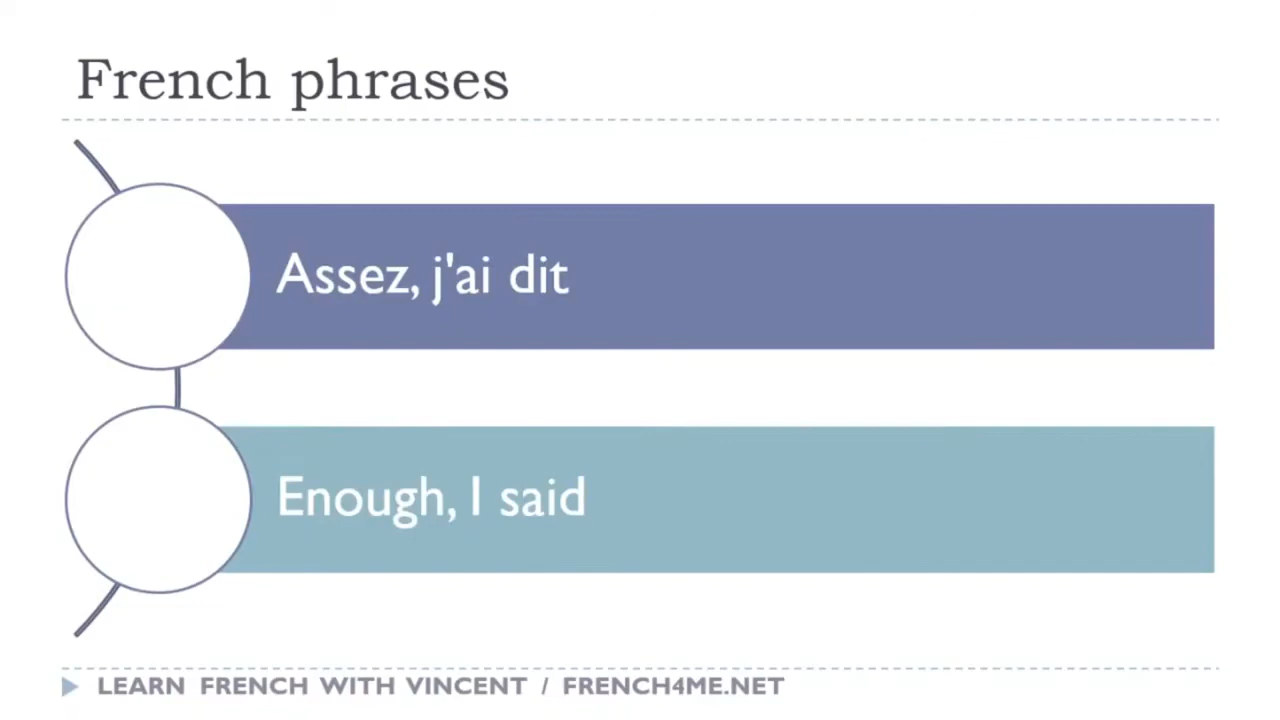 French phrases
Assez, j'ai dit
Enough, I said
LEARN FRENCH WITH VINCENT / FRENCH4ME.NET